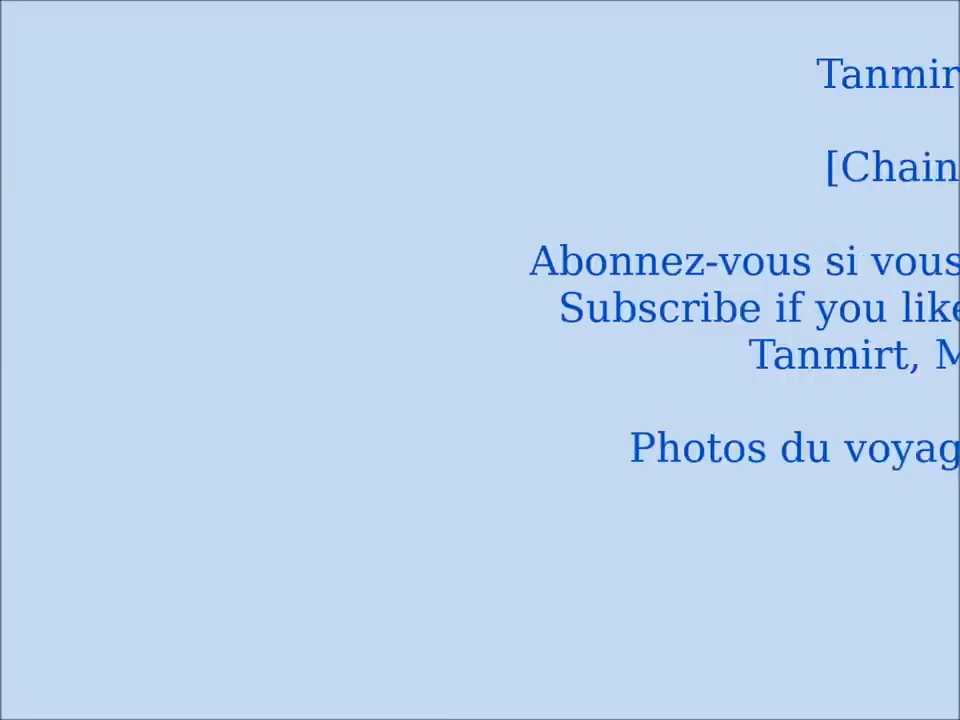 Tanmir
[Chain
Abonnez-vous si vous
Subscribe if you like
Tanmirt, M
Photos du voyag